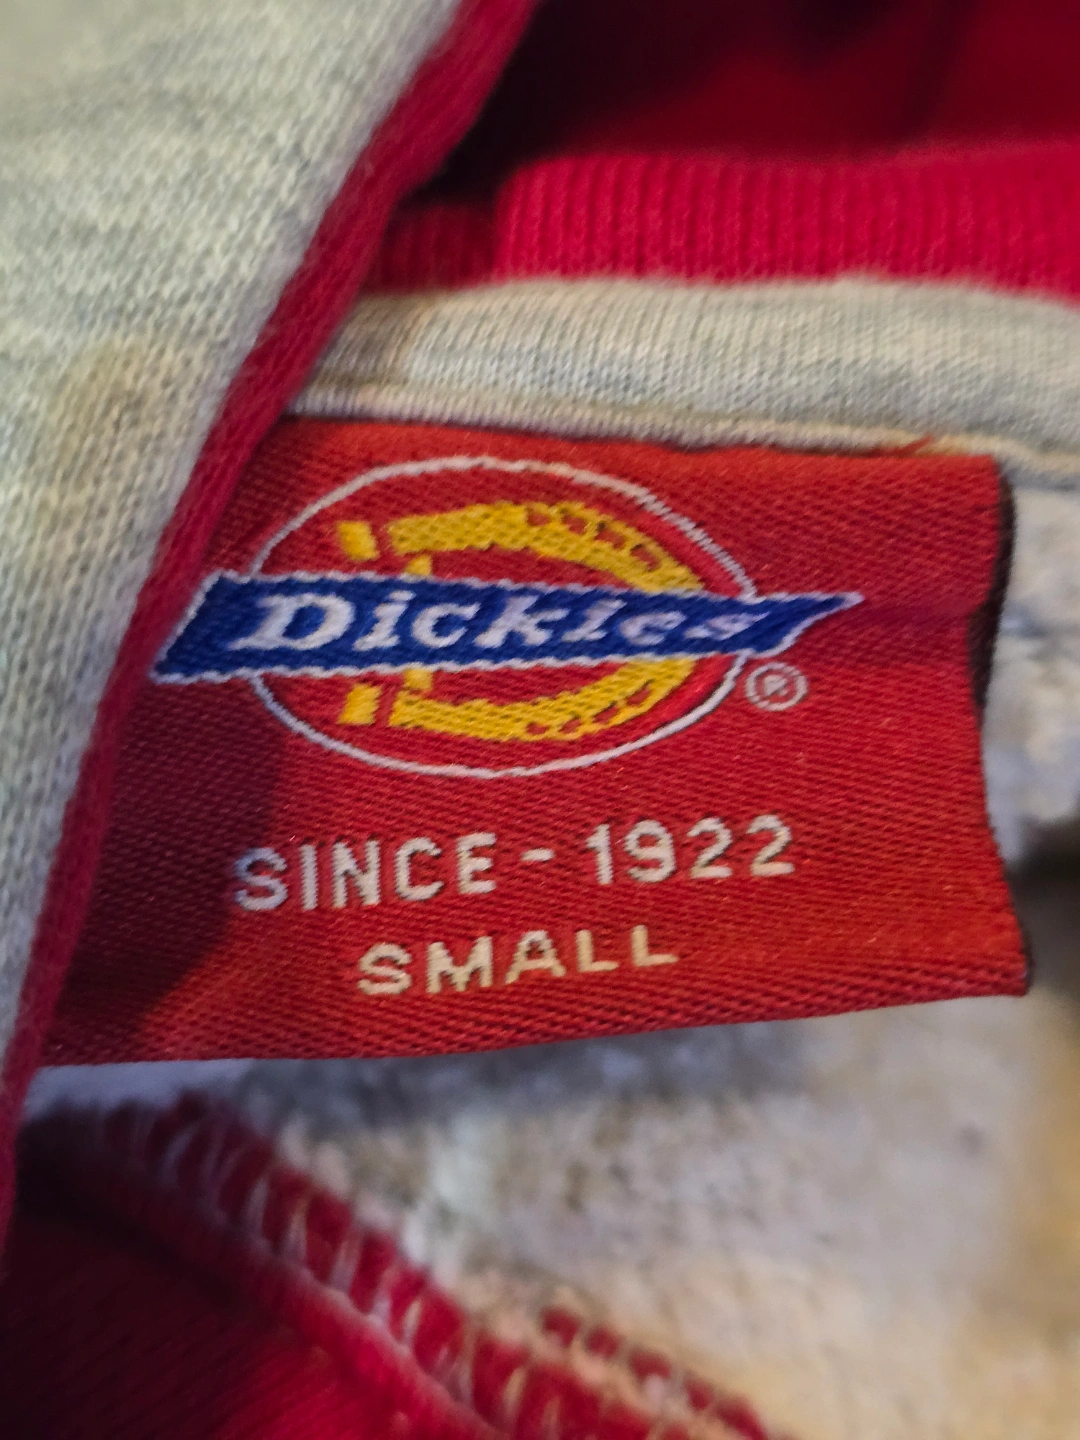 Dickies
®
SINCE - 1922
SMALL